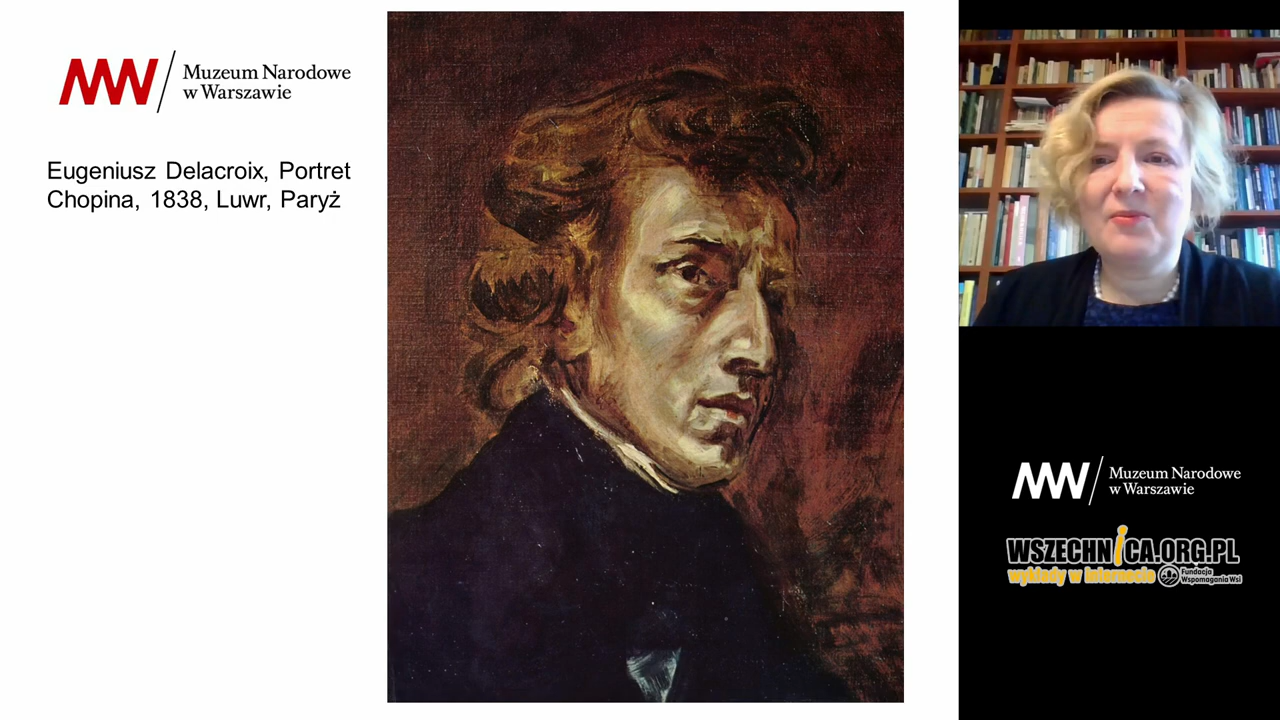 MNW
Muzeum Narodowe
w Warszawie
Eugeniusz Delacroix, Portret
Chopina, 1838, Luwr, Paryż
MNW
Muzeum Narodowe
w Warszawie
WSZECHNICA.ORG.PL
wykłady w internecie
Fundacja
Wspomagania Wsi